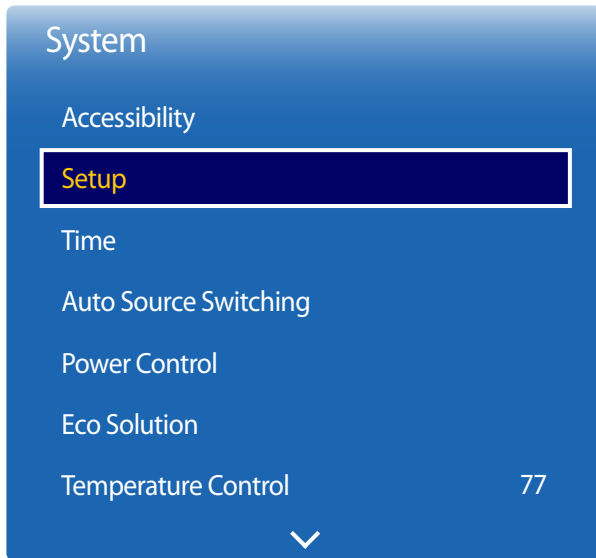 System
Accessibility
Setup
Time
Auto Source Switching
Power Control
Eco Solution
Temperature Control 77